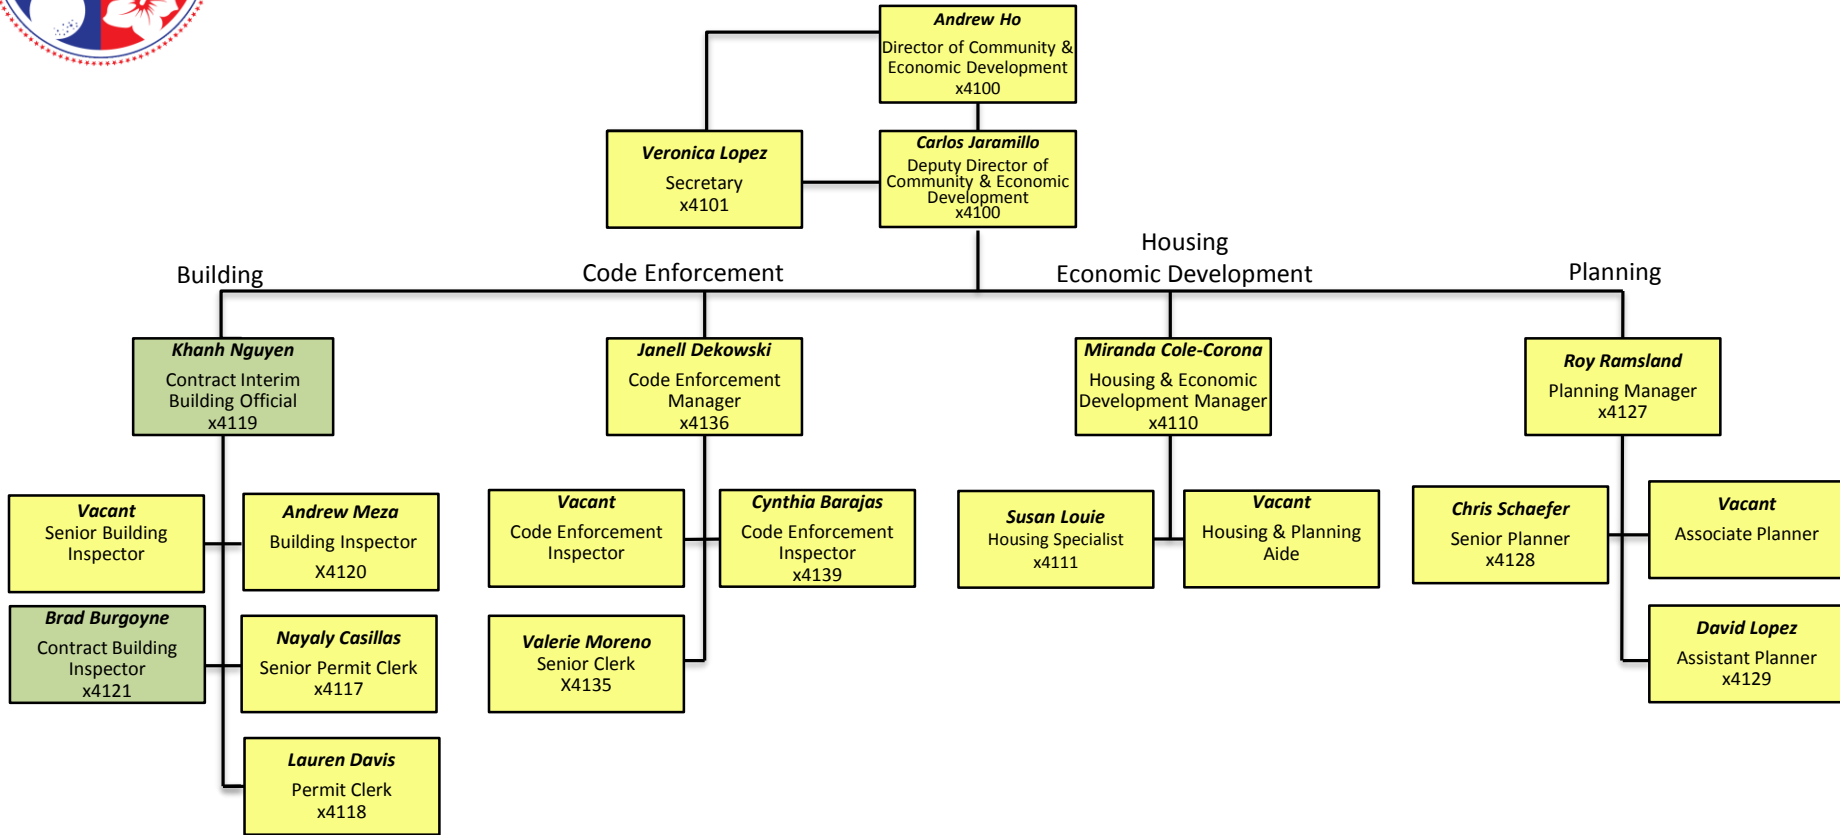 Andrew Ho
Director of Community &
Economic Development
x4100
Veronica Lopez
Secretary
x4101
Carlos Jaramillo
Deputy Director of
Community & Economic
Development
x4100
Building
Code Enforcement
Housing
Economic Development
Planning
Khanh Nguyen
Contract Interim
Building Official
x4119
Janell Dekowski
Code Enforcement
Manager
x4136
Miranda Cole-Corona
Housing & Economic
Development Manager
x4110
Roy Ramsland
Planning Manager
x4127
Vacant
Senior Building
Inspector
Andrew Meza
Building Inspector
X4120
Vacant
Code Enforcement
Inspector
Cynthia Barajas
Code Enforcement
Inspector
x4139
Susan Louie
Housing Specialist
x4111
Vacant
Housing & Planning
Aide
Chris Schaefer
Senior Planner
x4128
Vacant
Associate Planner
Brad Burgoyne
Contract Building
Inspector
x4121
Nayaly Casillas
Senior Permit Clerk
x4117
Valerie Moreno
Senior Clerk
X4135
David Lopez
Assistant Planner
x4129
Lauren Davis
Permit Clerk
x4118